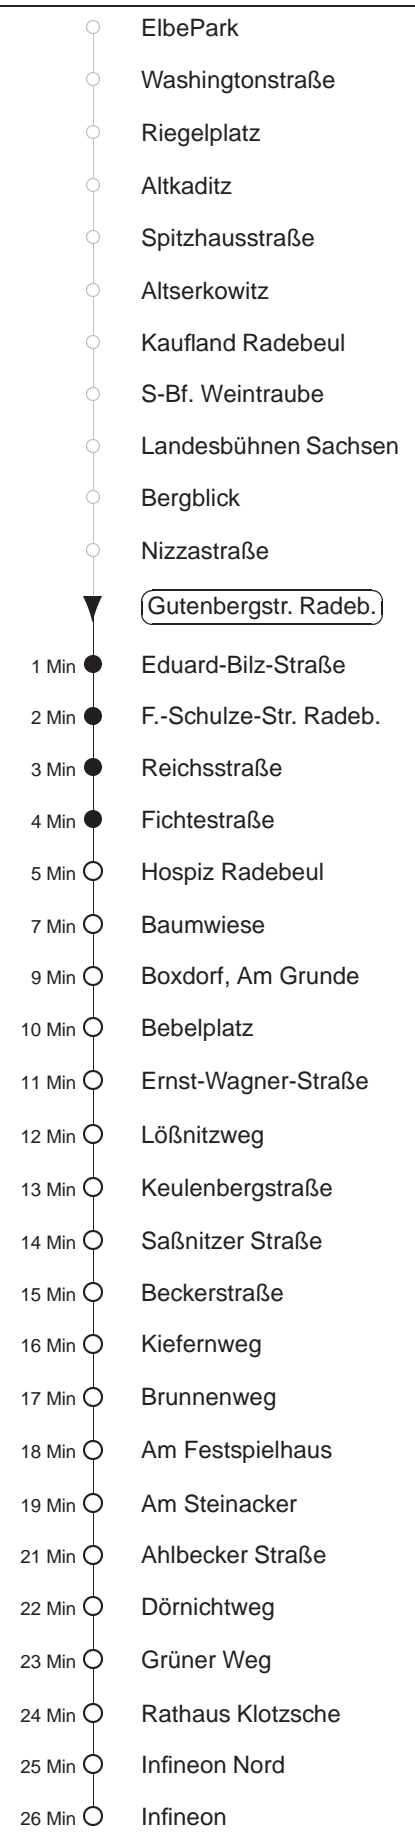 ElbePark
Washingtonstraße
Riegelplatz
Altkaditz
Spitzhausstraße
Altserkowitz
Kaufland Radebeul
S-Bf. Weintraube
Landesbühnen Sachsen
Bergblick
Nizzastraße
Gutenbergstr. Radeb.
1 Min Eduard-Bilz-Straße
2 Min F.-Schulze-Str. Radeb.
3 Min Reichsstraße
4 Min Fichtestraße
5 Min Hospiz Radebeul
7 Min Baumwiese
9 Min Boxdorf, Am Grunde
10 Min Bebelplatz
11 Min Ernst-Wagner-Straße
12 Min Lößnitzweg
13 Min Keulenbergstraße
14 Min Saßnitzer Straße
15 Min Beckerstraße
16 Min Kiefernweg
17 Min Brunnenweg
18 Min Am Festspielhaus
19 Min Am Steinacker
21 Min Ahlbecker Straße
22 Min Dörnichtweg
23 Min Grüner Weg
24 Min Rathaus Klotzsche
25 Min Infineon Nord
26 Min Infineon